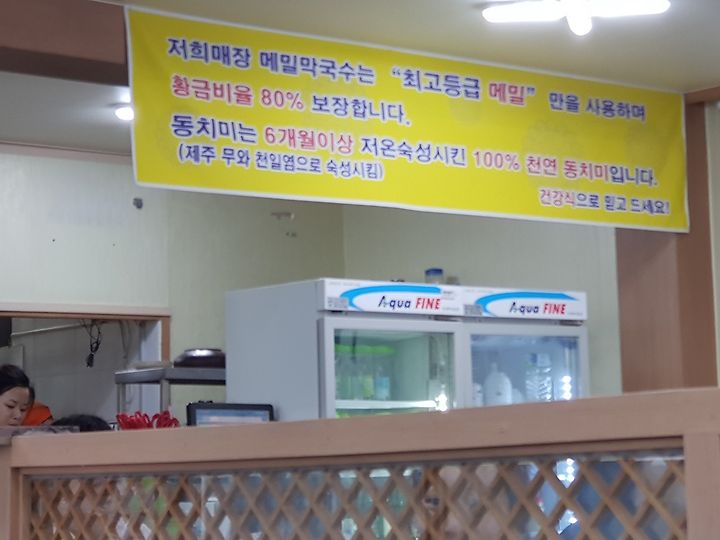 저희매장 메밀막국수는 “최고등급 메밀” 만을 사용하며
황금비율 80% 보장합니다.
동치미는 6개월이상 저온숙성시킨 100% 천연 동치미입니다.
(제주 무와 천일염으로 숙성시킴)
건강식으로 믿고 드세요!
Aqua FINE
Aqua FINE